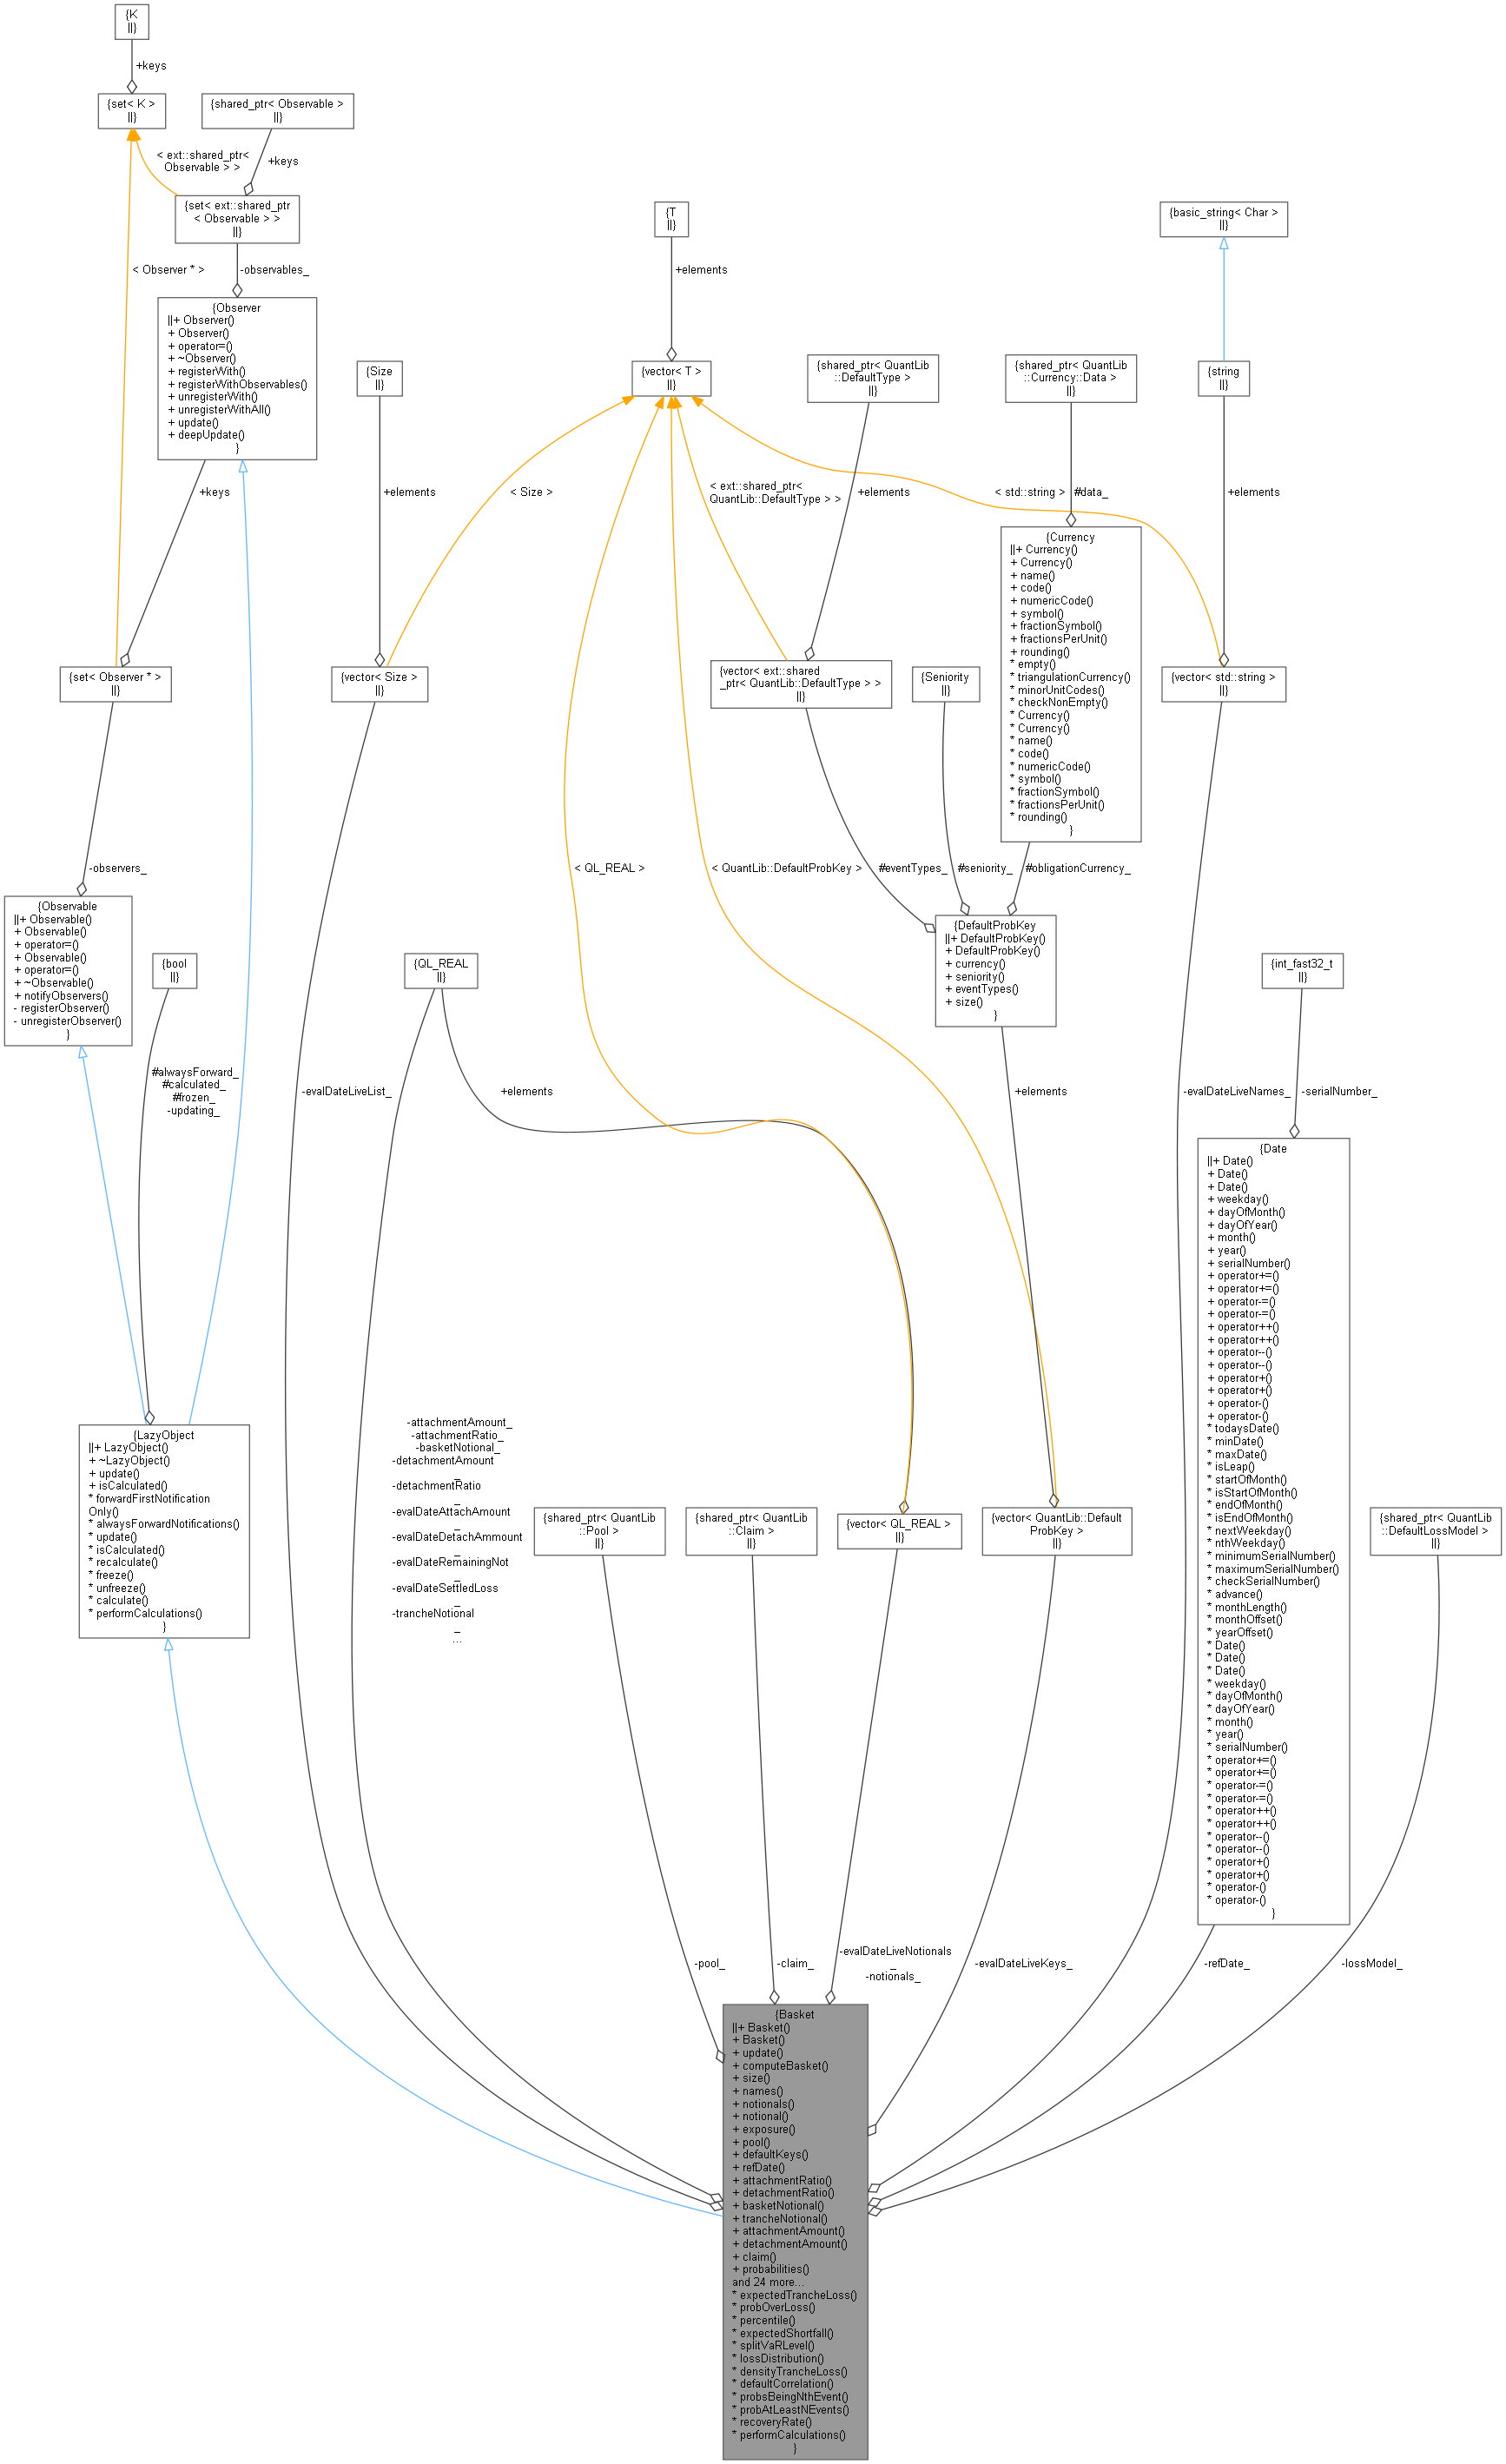 {K
||}
+keys
{set< K >
||}
{shared_ptr< Observable >
||}
< ext::shared_ptr<
Observable > >
+keys
{set< ext::shared_ptr
< Observable > >
||}
{T
||}
{basic_string< Char >
||}
< Observer * >
-observables_
+elements
{Observer
||+ Observer()
+ Observer()
+ operator=()
+ ~Observer()
+ registerWith()
+ registerWithObservables()
+ unregisterWith()
+ unregisterWithAll()
+ update()
+ deepUpdate()
}
{Size
||}
{vector< T >
||}
{shared_ptr< QuantLib
::DefaultType >
||}
{shared_ptr< QuantLib
::Currency::Data >
||}
{string
||}
+keys
+elements
< Size >
< ext::shared_ptr<
QuantLib::DefaultType > >
+elements
< std::string >
#data_
+elements
{Currency
||+ Currency()
+ Currency()
+ name()
+ code()
+ numericCode()
+ symbol()
+ fractionSymbol()
+ fractionsPerUnit()
+ rounding()
* empty()
* triangulationCurrency()
* minorUnitCodes()
* checkNonEmpty()
* Currency()
* Currency()
* name()
* code()
* numericCode()
* symbol()
* fractionSymbol()
* fractionsPerUnit()
* rounding()
}
{set< Observer * >
||}
{vector< Size >
||}
{vector< ext::shared
_ptr< QuantLib::DefaultType > >
||}
{Seniority
||}
{vector< std::string >
||}
-observers_
< QL_REAL >
< QuantLib::DefaultProbKey >
#eventTypes_
#seniority_
#obligationCurrency_
{Observable
||+ Observable()
+ Observable()
+ operator=()
+ Observable()
+ operator=()
+ ~Observable()
+ notifyObservers()
- registerObserver()
- unregisterObserver()
}
{bool
||}
{QL_REAL
||}
{DefaultProbKey
||+ DefaultProbKey()
+ DefaultProbKey()
+ currency()
+ seniority()
+ eventTypes()
+ size()
}
{int_fast32_t
||}
#alwaysForward_
#calculated_
#frozen_
-updating_
-evalDateLiveList_
+elements
+elements
-evalDateLiveNames_
-serialNumber_
{Date
||+ Date()
+ Date()
+ Date()
+ weekday()
+ dayOfMonth()
+ dayOfYear()
+ month()
+ year()
+ serialNumber()
+ operator+=()
+ operator+=()
+ operator-=()
+ operator-=()
+ operator++()
+ operator++()
+ operator--()
+ operator--()
+ operator+()
+ operator+()
+ operator-()
+ operator-()
* todaysDate()
* minDate()
* maxDate()
* isLeap()
* startOfMonth()
* isStartOfMonth()
* endOfMonth()
* isEndOfMonth()
* nextWeekday()
* nthWeekday()
* minimumSerialNumber()
* maximumSerialNumber()
* checkSerialNumber()
* advance()
* monthLength()
* monthOffset()
* yearOffset()
* Date()
* Date()
* Date()
* weekday()
* dayOfMonth()
* dayOfYear()
* month()
* year()
* serialNumber()
* operator+=()
* operator+=()
* operator-=()
* operator-=()
* operator++()
* operator++()
* operator--()
* operator--()
* operator+()
* operator+()
* operator-()
* operator-()
}
{LazyObject
||+ LazyObject()
+ ~LazyObject()
+ update()
+ isCalculated()
* forwardFirstNotification
Only()
* alwaysForwardNotifications()
* update()
* isCalculated()
* recalculate()
* freeze()
* unfreeze()
* calculate()
* performCalculations()
}
-attachmentAmount_
-attachmentRatio_
-basketNotional_
-detachmentAmount
_
-detachmentRatio
_
-evalDateAttachAmount
_
-evalDateDetachAmmount
_
-evalDateRemainingNot
_
-evalDateSettledLoss
_
-trancheNotional
_
...
{shared_ptr< QuantLib
::Pool >
||}
{shared_ptr< QuantLib
::Claim >
||}
{vector< QL_REAL >
||}
{vector< QuantLib::Default
ProbKey >
||}
{shared_ptr< QuantLib
::DefaultLossModel >
||}
-pool_
-claim_
-evalDateLiveNotionals
_
-notionals_
-evalDateLiveKeys_
-refDate_
-lossModel_
{Basket
||+ Basket()
+ Basket()
+ update()
+ computeBasket()
+ size()
+ names()
+ notionals()
+ notional()
+ exposure()
+ pool()
+ defaultKeys()
+ refDate()
+ attachmentRatio()
+ detachmentRatio()
+ basketNotional()
+ trancheNotional()
+ attachmentAmount()
+ detachmentAmount()
+ claim()
+ probabilities()
and 24 more...
* expectedTrancheLoss()
* probOverLoss()
* percentile()
* expectedShortfall()
* splitVaRLevel()
* lossDistribution()
* densityTrancheLoss()
* defaultCorrelation()
* probsBeingNthEvent()
* probAtLeastNEvents()
* recoveryRate()
* performCalculations()
}